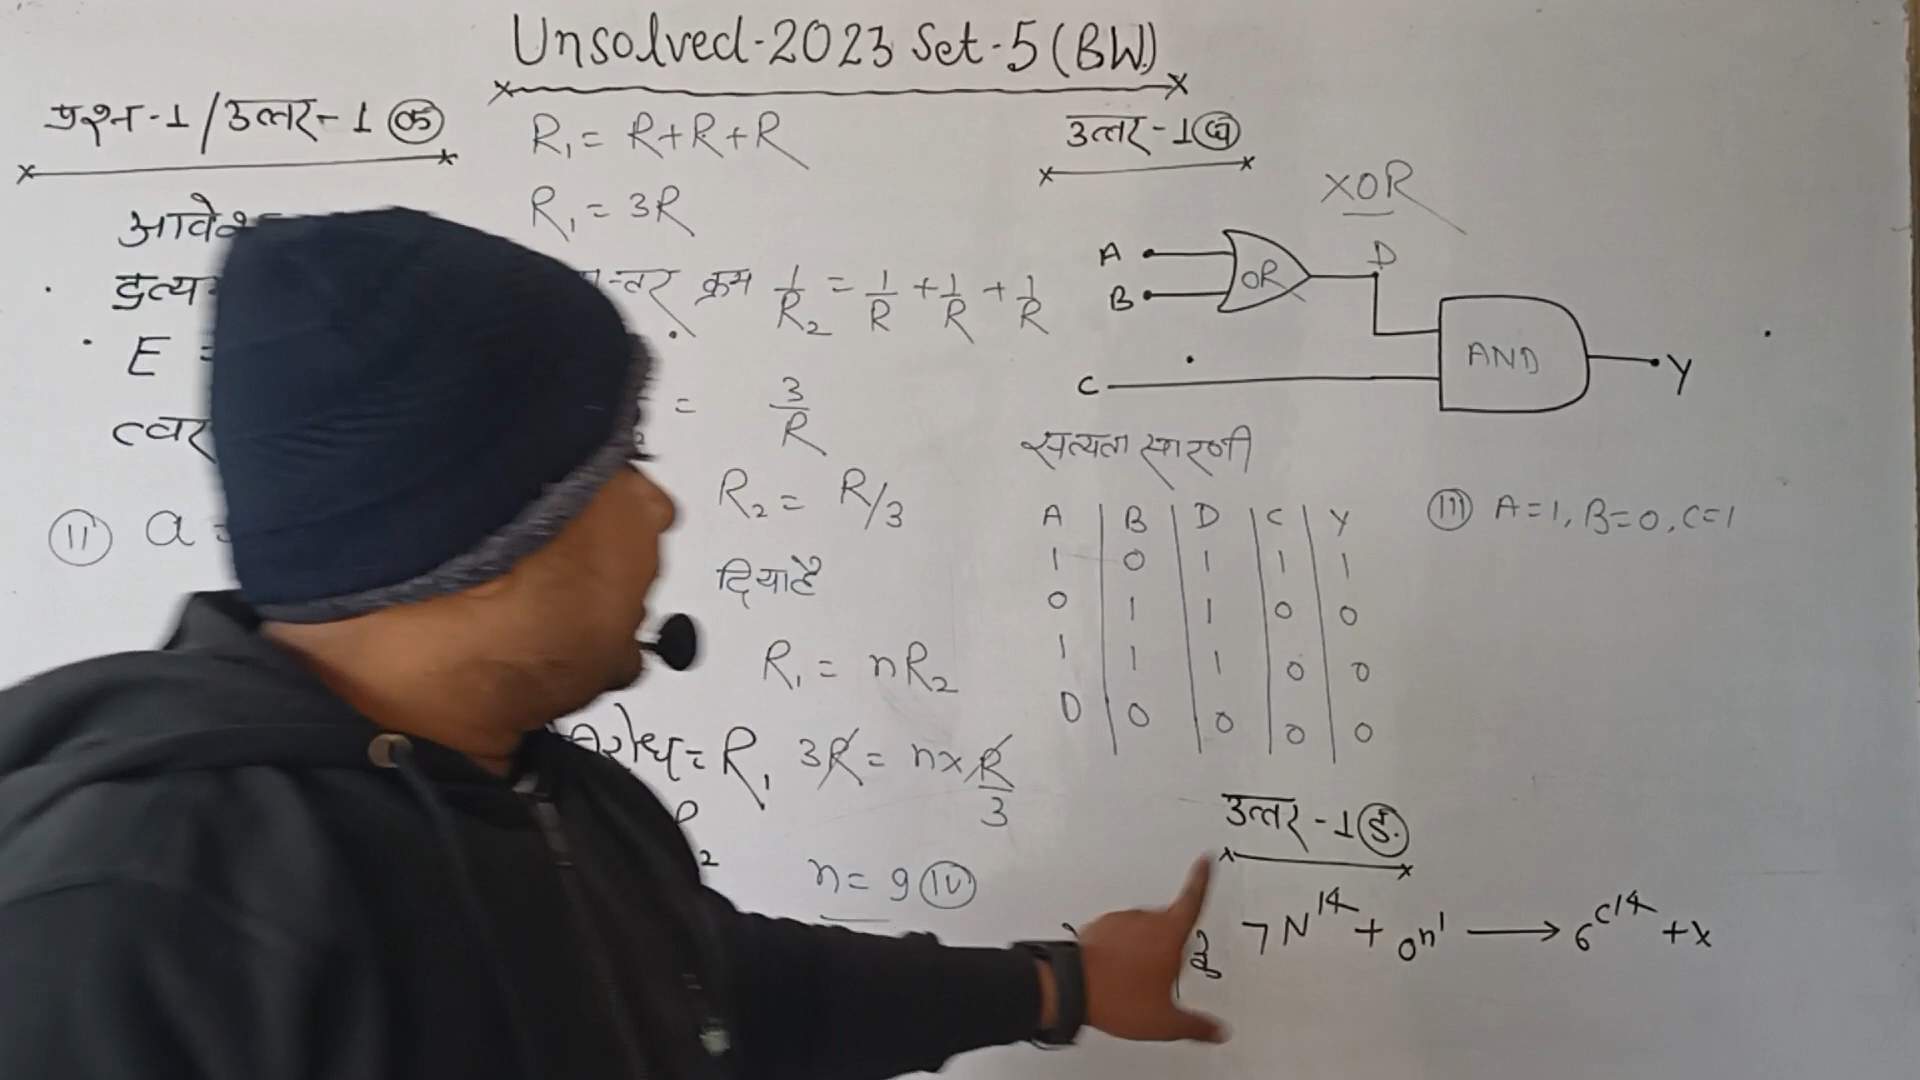 Unsolved-2023 Set-5 (BW)
प्रश्न-1/उत्तर-1 (क)
E =
(ii) a =
R₁ = R+R+R
R₁ = 3R
क्रम 1/R₂ = 1/R + 1/R + 1/R
= 3/R
R₂ = R/3
दिया है
R₁ = nR₂
= R₁ 3R = n×R/3
n = 9 (iv)
उत्तर-1 (घ)
XOR
A
B
OR
D
C
AND
Y
सत्यता सारणी
A B D C Y
1 0 1 1 1
0 1 1 0 0
1 1 1 0 0
0 0 0 0 0
(iii) A=1, B=0, C=1
उत्तर-1 (ङ)
₇N¹⁴ + ₀n¹ ⟶ ₆C¹⁴ + x